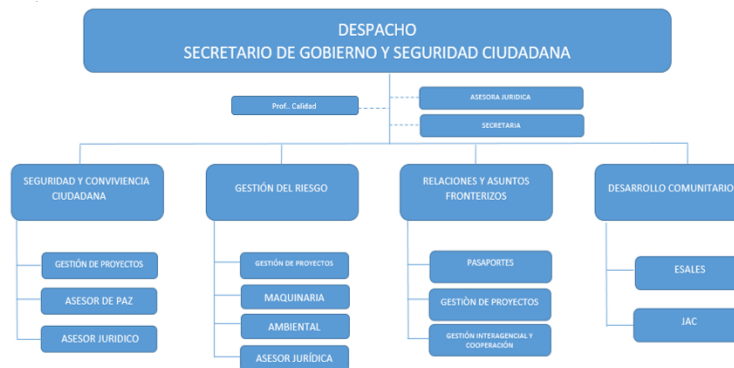 DESPACHO
SECRETARIO DE GOBIERNO Y SEGURIDAD CIUDADANA
Prof.. Calidad
ASESORA JURIDICA
SECRETARIA
SEGURIDAD Y CONVIVIENCIA
CIUDADANA
GESTIÓN DEL RIESGO
RELACIONES Y ASUNTOS
FRONTERIZOS
DESARROLLO COMUNITARIO
GESTIÓN DE PROYECTOS
ASESOR DE PAZ
ASESOR JURIDICO
GESTIÓN DE PROYECTOS
MAQUINARIA
AMBIENTAL
ASESOR JURÍDICA
PASAPORTES
GESTIÒN DE PROYECTOS
GESTIÓN INTERAGENCIAL Y
COOPERACIÓN
ESALES
JAC